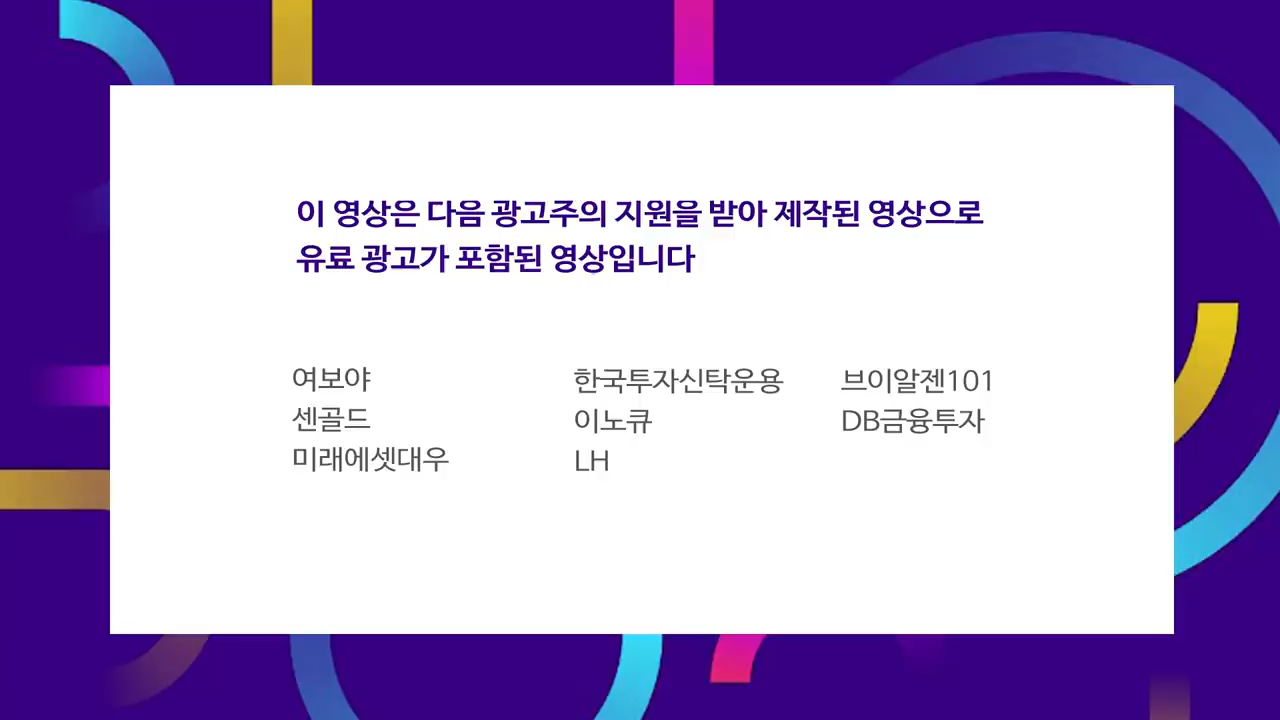 이 영상은 다음 광고주의 지원을 받아 제작된 영상으로
유료 광고가 포함된 영상입니다
여보야
센골드
미래에셋대우
한국투자신탁운용
이노큐
LH
브이알젠101
DB금융투자